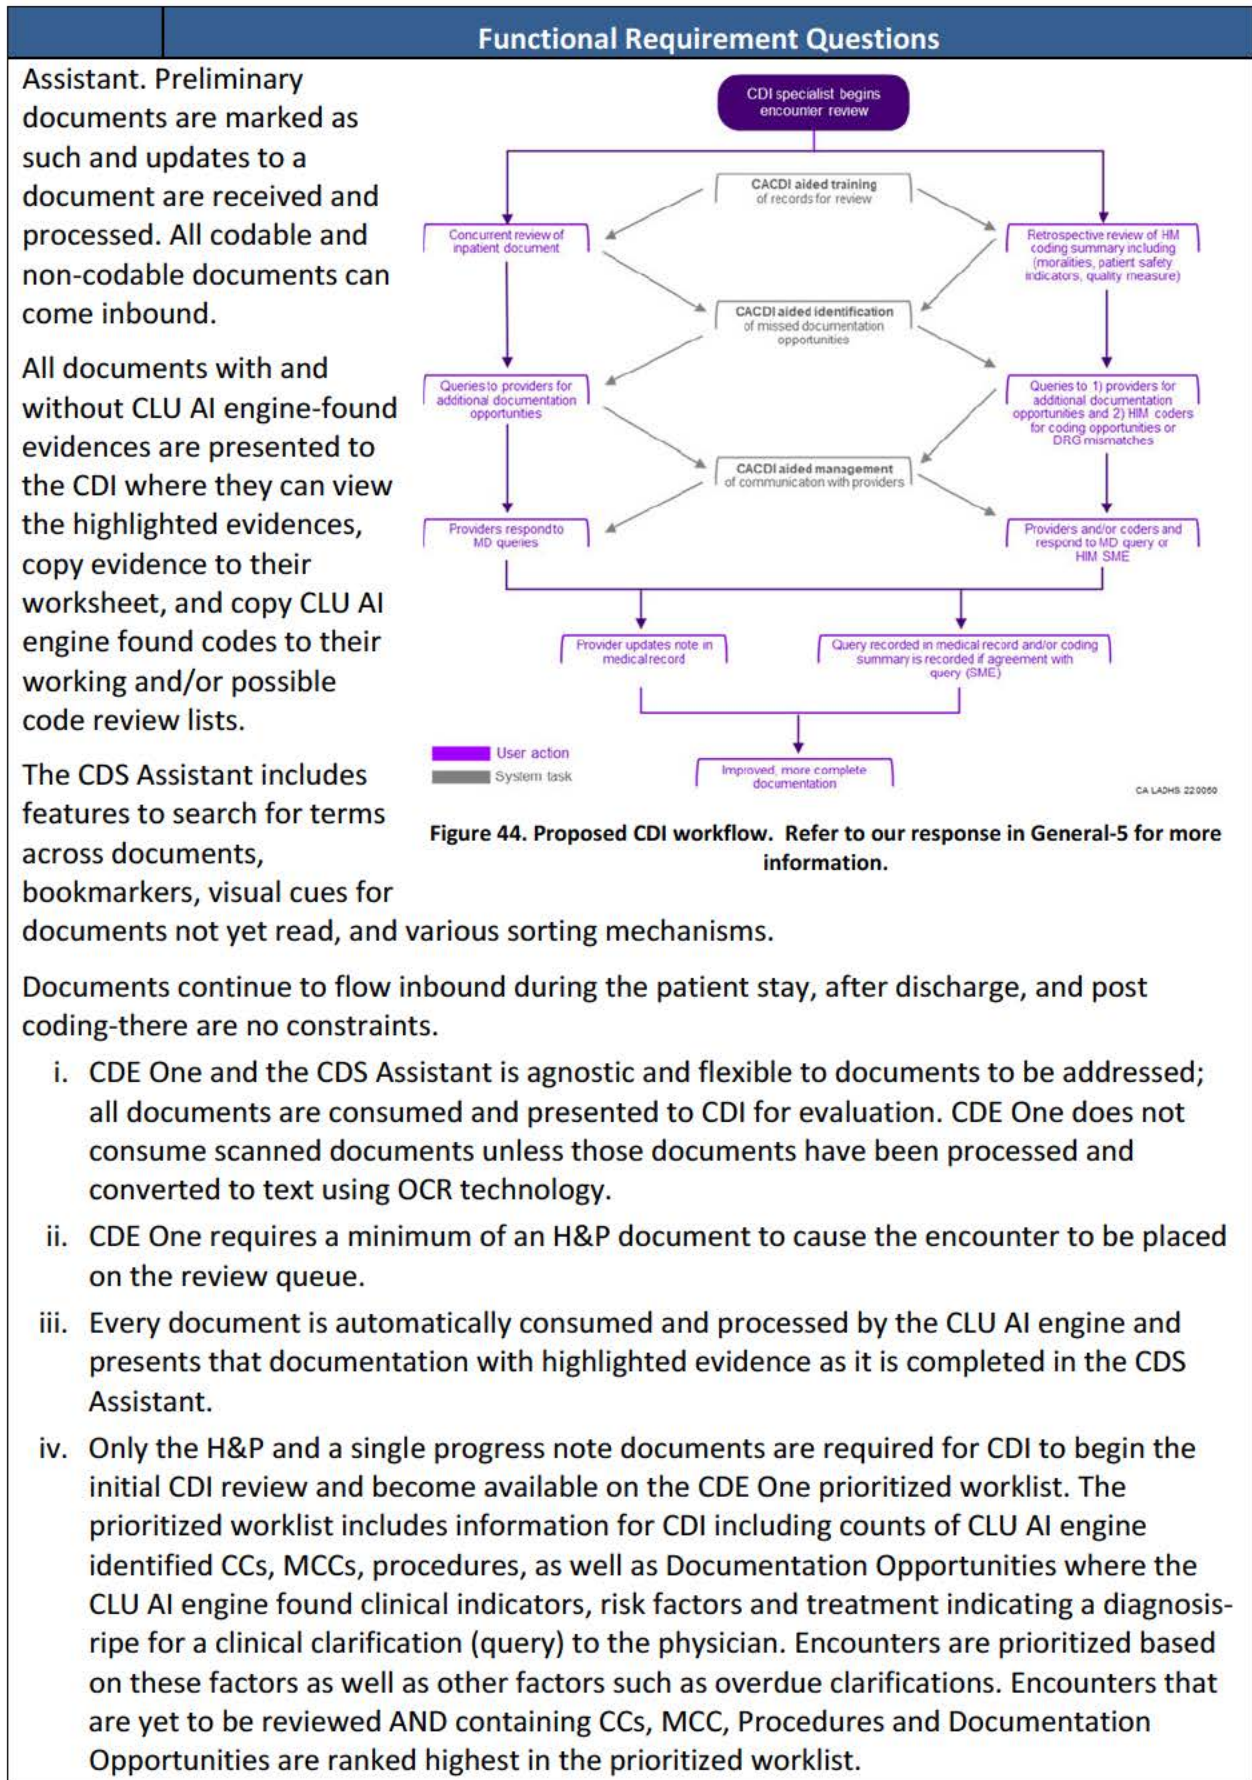 Functional Requirement Questions
Assistant. Preliminary
documents are marked as
such and updates to a
document are received and
processed. All codable and
non-codable documents can
come inbound.
All documents with and
without CLU AI engine-found
evidences are presented to
the CDI where they can view
the highlighted evidences,
copy evidence to their
worksheet, and copy CLU AI
engine found codes to their
working and/or possible
code review lists.
The CDS Assistant includes
features to search for terms
across documents,
bookmarkers, visual cues for
documents not yet read, and various sorting mechanisms.
CDI specialist begins
encounter review
CACDI aided training
of records for review
Concurrent review of
inpatient document
Retrospective review of HM
coding summary including
(moralities, patient safety
indicators, quality measure)
CACDI aided identification
of missed documentation
opportunities
Queries to providers for
additional documentation
opportunities
Queries to 1) providers for
additional documentation
opportunities and 2) HIM coders
for coding opportunities or
DRG mismatches
CACDI aided management
of communication with providers
Providers respond to
MD queries
Providers and/or coders and
respond to MD query or
HIM SME
Provider updates note in
medical record
Query recorded in medical record and/or coding
summary is recorded if agreement with
query (SME)
Improved, more complete
documentation
User action
System task
CA LADHS 220050
Figure 44. Proposed CDI workflow. Refer to our response in General-5 for more
information.
Documents continue to flow inbound during the patient stay, after discharge, and post
coding-there are no constraints.
i. CDE One and the CDS Assistant is agnostic and flexible to documents to be addressed;
all documents are consumed and presented to CDI for evaluation. CDE One does not
consume scanned documents unless those documents have been processed and
converted to text using OCR technology.
ii. CDE One requires a minimum of an H&P document to cause the encounter to be placed
on the review queue.
iii. Every document is automatically consumed and processed by the CLU AI engine and
presents that documentation with highlighted evidence as it is completed in the CDS
Assistant.
iv. Only the H&P and a single progress note documents are required for CDI to begin the
initial CDI review and become available on the CDE One prioritized worklist. The
prioritized worklist includes information for CDI including counts of CLU AI engine
identified CCs, MCCs, procedures, as well as Documentation Opportunities where the
CLU AI engine found clinical indicators, risk factors and treatment indicating a diagnosis-
ripe for a clinical clarification (query) to the physician. Encounters are prioritized based
on these factors as well as other factors such as overdue clarifications. Encounters that
are yet to be reviewed AND containing CCs, MCC, Procedures and Documentation
Opportunities are ranked highest in the prioritized worklist.